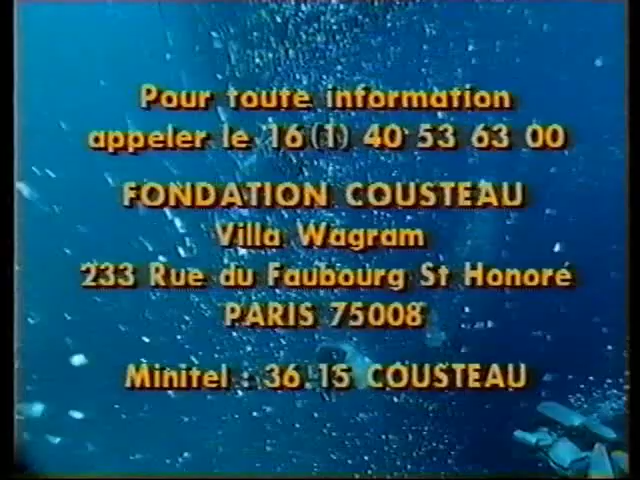 Pour toute information
appeler le 16 (1) 40 53 63 00
FONDATION COUSTEAU
Villa Wagram
233 Rue du Faubourg St Honoré
PARIS 75008
Minitel : 36.15 COUSTEAU